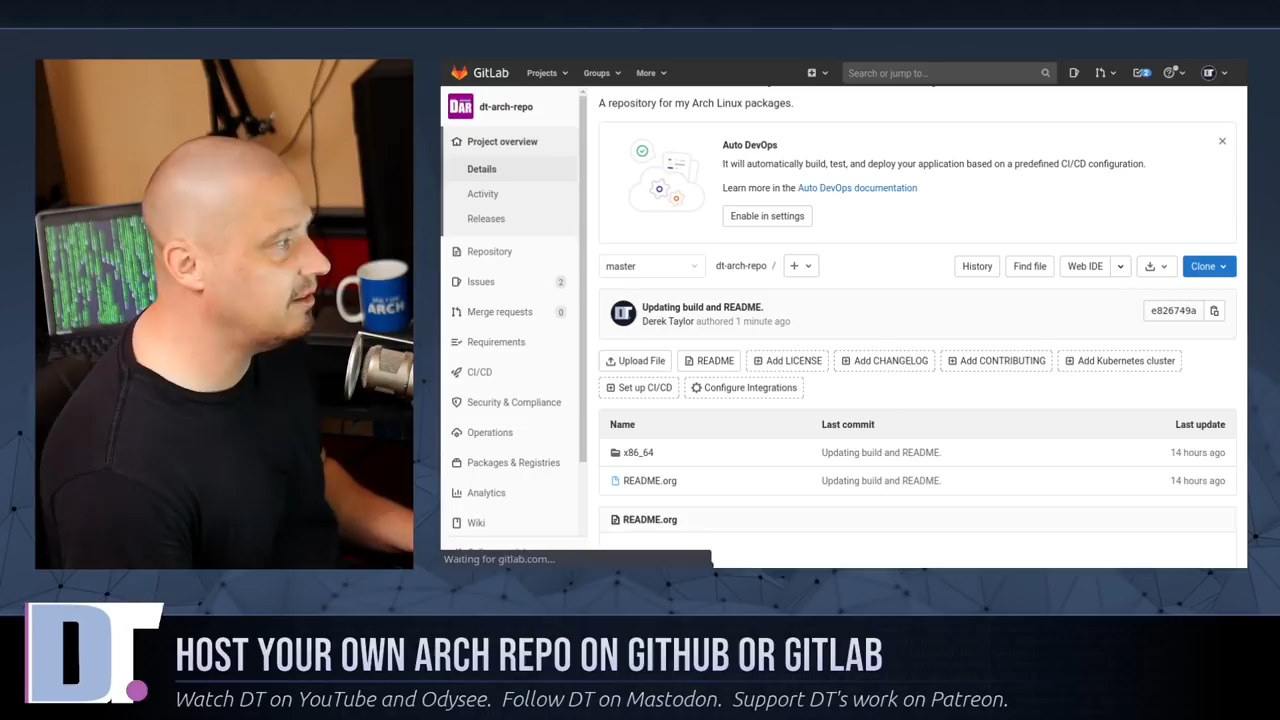 GitLab
Projects
Groups
More
Search or jump to...
2
DT
DAR
dt-arch-repo
Project overview
Details
Activity
Releases
Repository
Issues
2
Merge requests
0
Requirements
CI/CD
Security & Compliance
Operations
Packages & Registries
Analytics
Wiki
A repository for my Arch Linux packages.
Auto DevOps
It will automatically build, test, and deploy your application based on a predefined CI/CD configuration.
Learn more in the Auto DevOps documentation
Enable in settings
master
dt-arch-repo /
History
Find file
Web IDE
Clone
DT
Updating build and README.
Derek Taylor authored 1 minute ago
e826749a
Upload File
README
Add LICENSE
Add CHANGELOG
Add CONTRIBUTING
Add Kubernetes cluster
Set up CI/CD
Configure Integrations
Name
Last commit
Last update
x86_64
Updating build and README.
14 hours ago
README.org
Updating build and README.
14 hours ago
README.org
Waiting for gitlab.com...
ARCH
DT.
HOST YOUR OWN ARCH REPO ON GITHUB OR GITLAB
Watch DT on YouTube and Odysee. Follow DT on Mastodon. Support DT's work on Patreon.